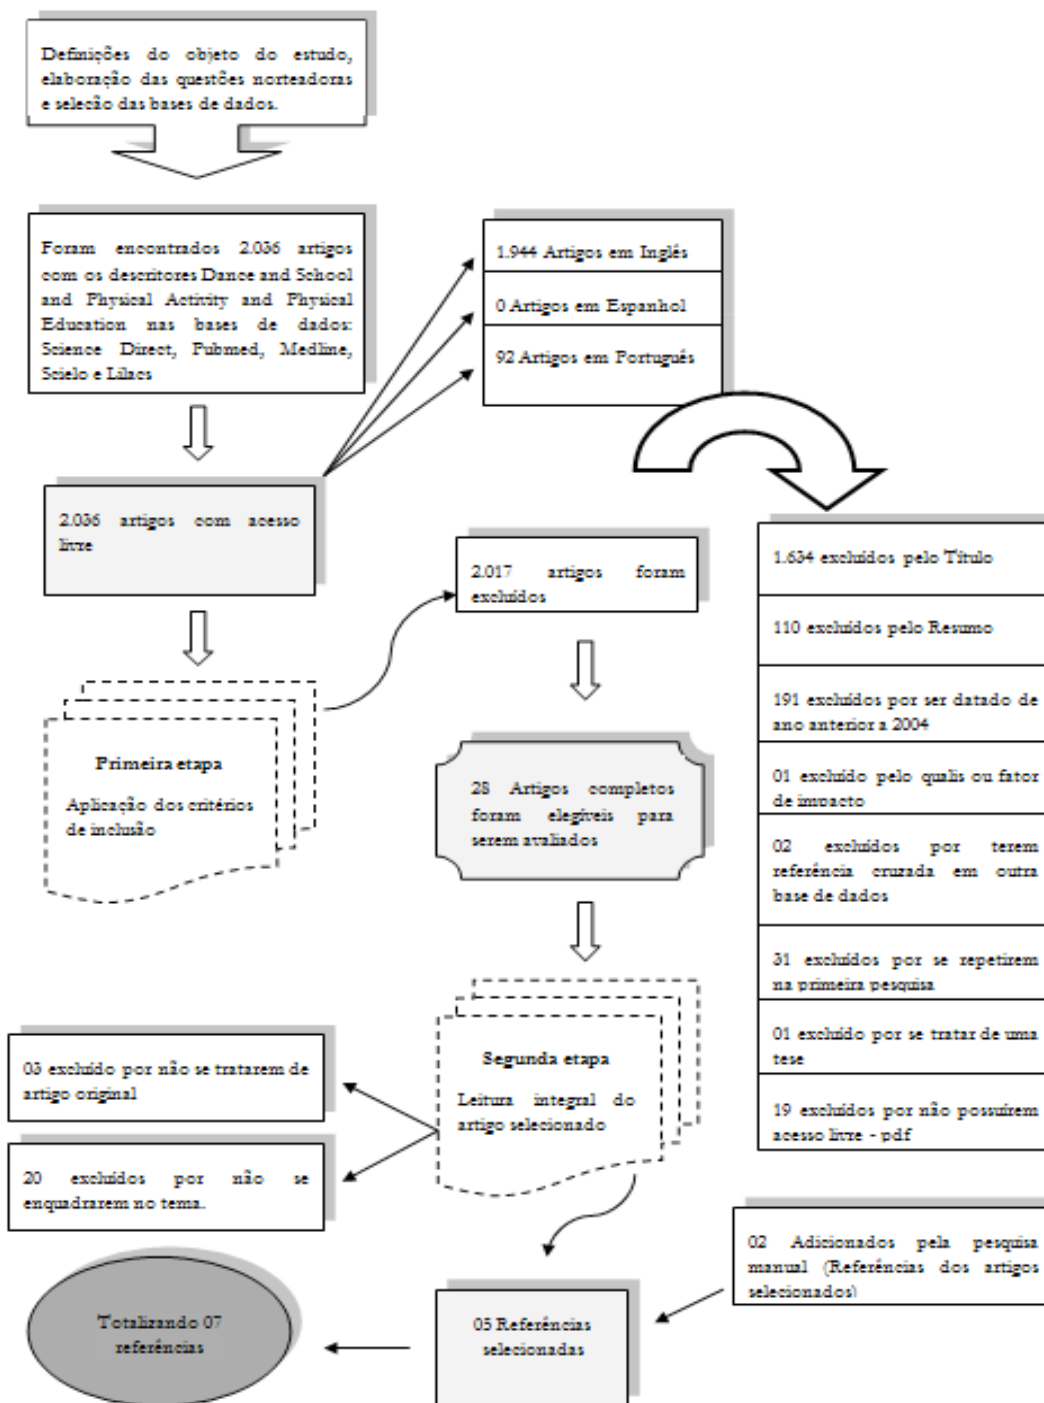 Definições do objeto do estudo,
elaboração das questões norteadoras
e seleção das bases de dados.
Foram encontrados 2.036 artigos
com os descritores Dance and School
and Physical Activity and Physical
Education nas bases de dados:
Science Direct, Pubmed, Medline,
Scielo e Lilacs
1.944 Artigos em Inglês
0 Artigos em Espanhol
92 Artigos em Português
2.036 artigos com acesso
livre
2.017 artigos foram
excluídos
1.634 excluídos pelo Título
110 excluídos pelo Resumo
191 excluídos por ser datado de
ano anterior a 2004
01 excluído pelo qualis ou fator
de impacto
02 excluídos por terem
referência cruzada em outra
base de dados
31 excluídos por se repetirem
na primeira pesquisa
01 excluído por se tratar de uma
tese
19 excluídos por não possuírem
acesso livre - pdf
Primeira etapa
Aplicação dos critérios
de inclusão
28 Artigos completos
foram elegíveis para
serem avaliados
Segunda etapa
Leitura integral do
artigo selecionado
03 excluído por não se tratarem de
artigo original
20 excluídos por não se
enquadrarem no tema.
02 Adicionados pela pesquisa
manual (Referências dos artigos
selecionados)
05 Referências
selecionadas
Totalizando 07
referências